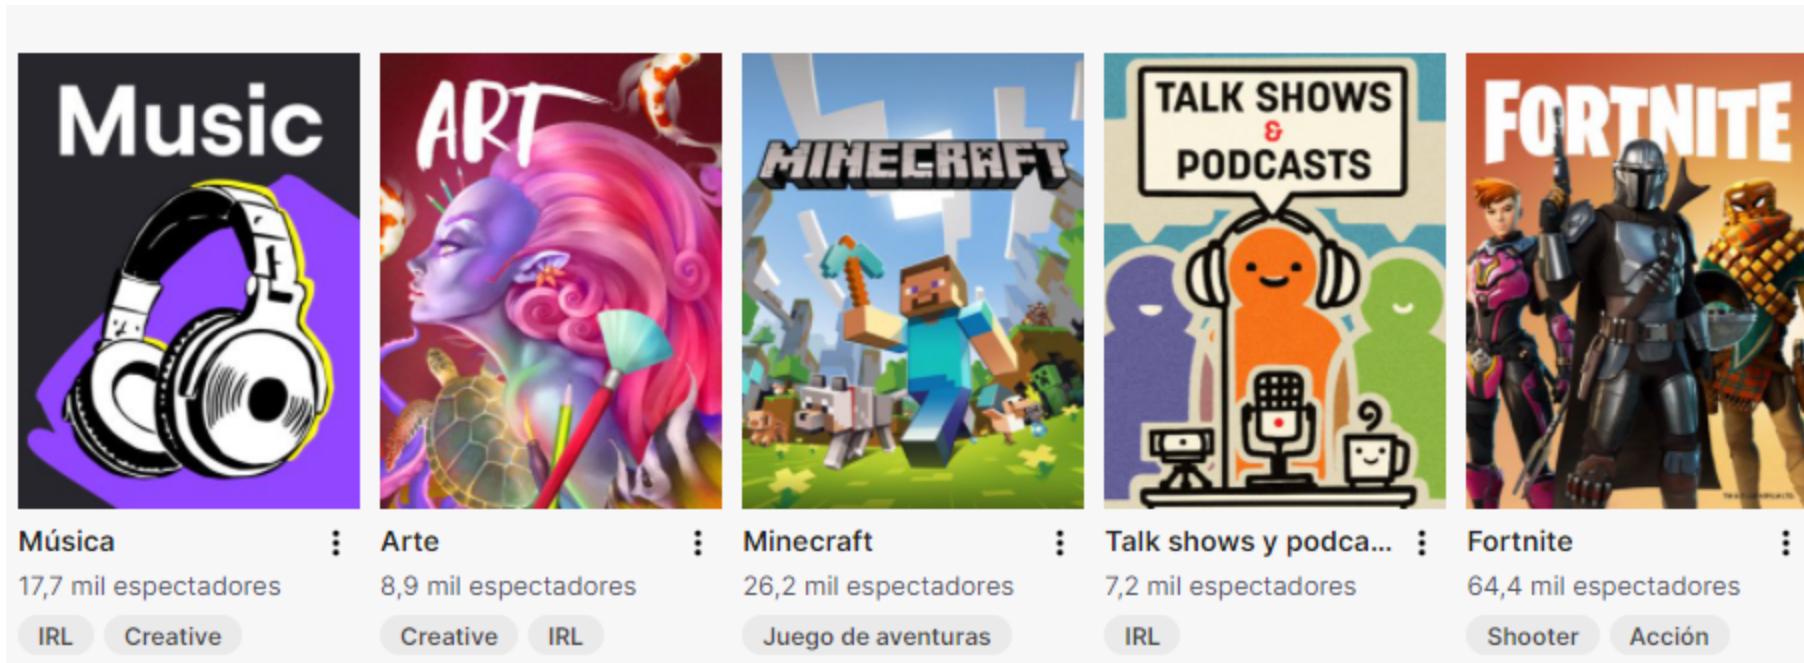 Music
Música
17,7 mil espectadores
IRL
Creative
ART
Arte
8,9 mil espectadores
Creative
IRL
MINECRAFT
Minecraft
26,2 mil espectadores
Juego de aventuras
TALK SHOWS
&
PODCASTS
Talk shows y podca...
7,2 mil espectadores
IRL
FORTNITE
Fortnite
64,4 mil espectadores
Shooter
Acción